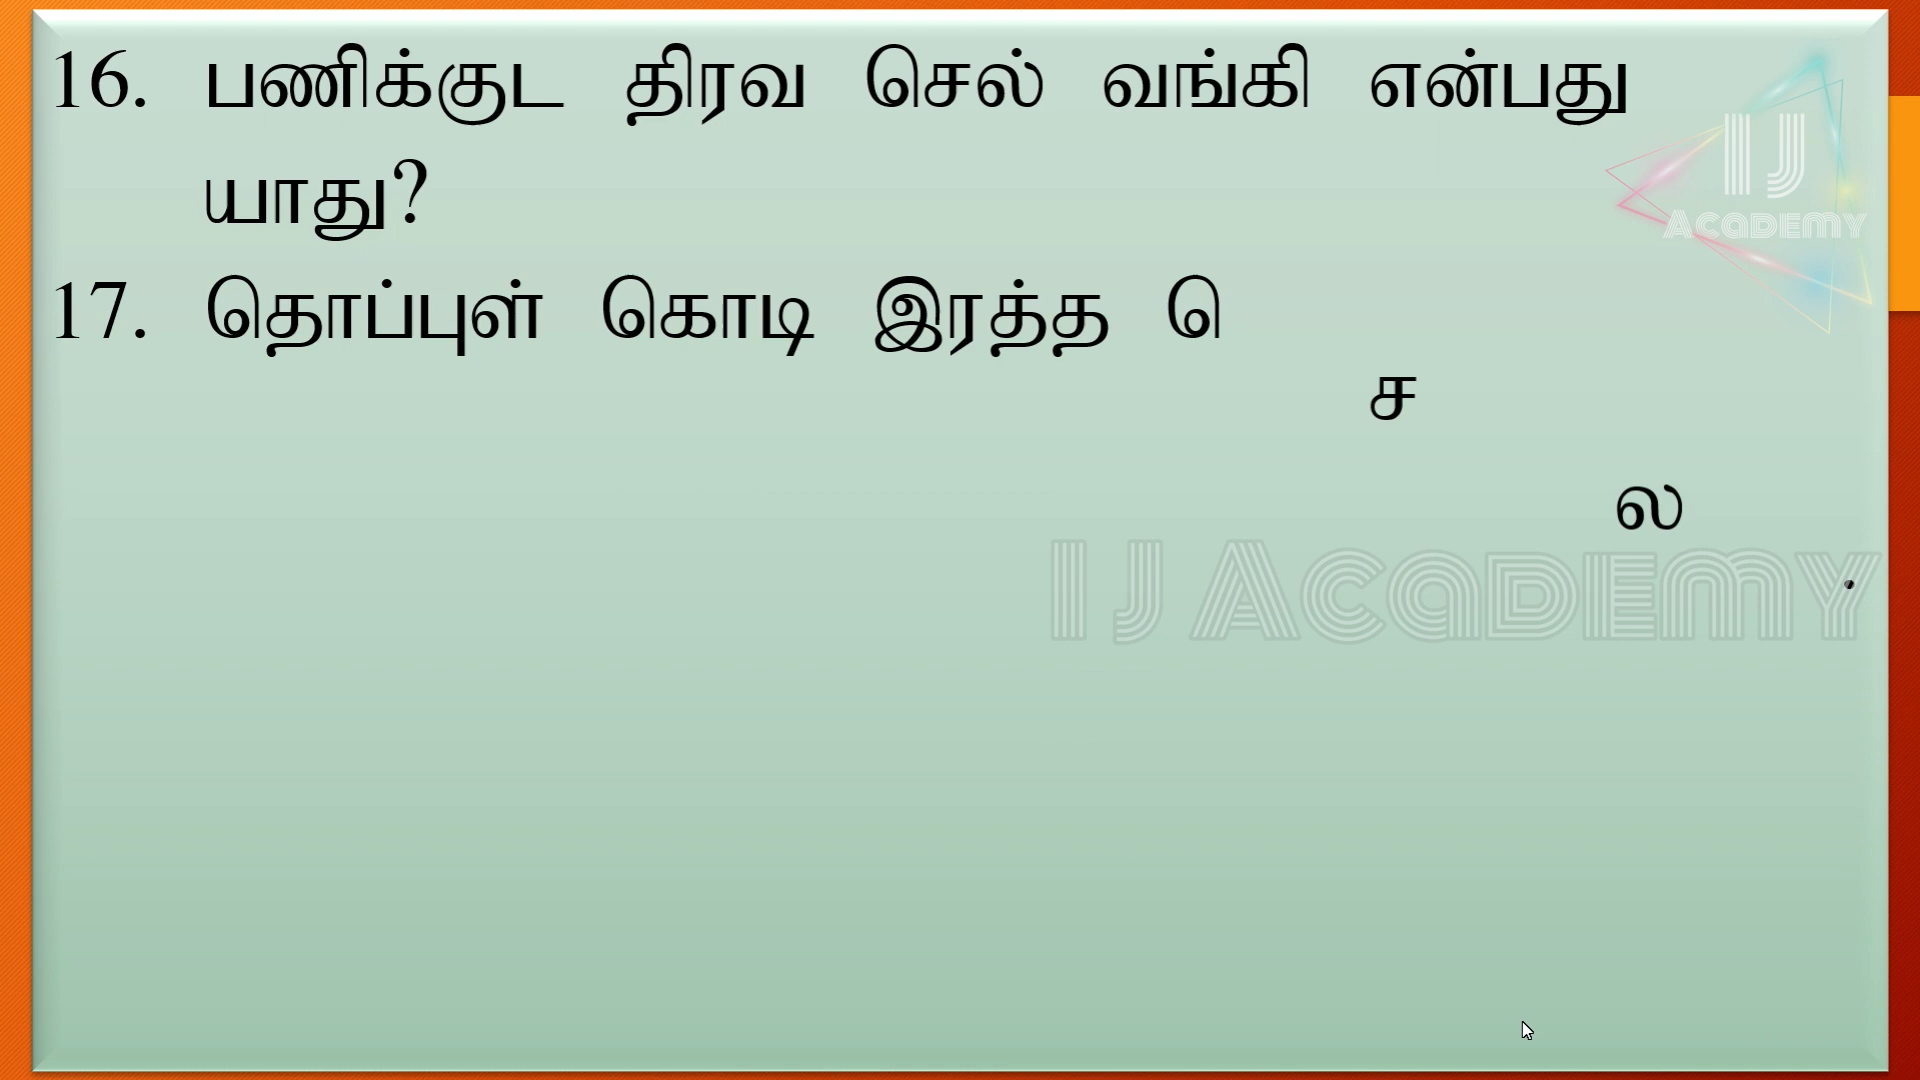 16. பணிக்குட திரவ செல் வங்கி என்பது
யாது?
17. தொப்புள் கொடி இரத்த செல்
IJ
ACADEMY
IJ ACADEMY